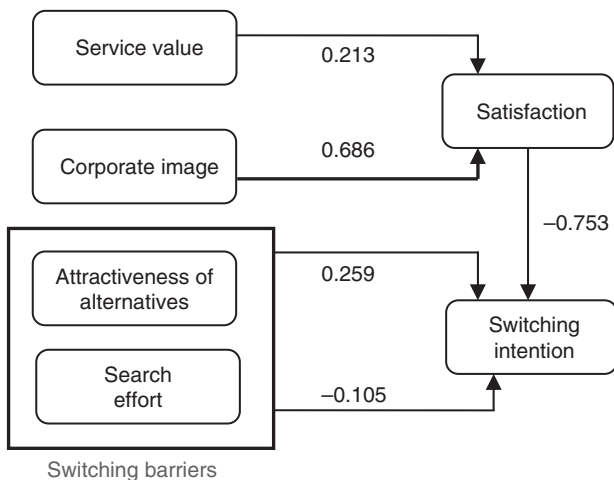 Service value
0.213
Satisfaction
Corporate image
0.686
−0.753
Attractiveness of
alternatives
0.259
Switching
intention
Search
effort
−0.105
Switching barriers